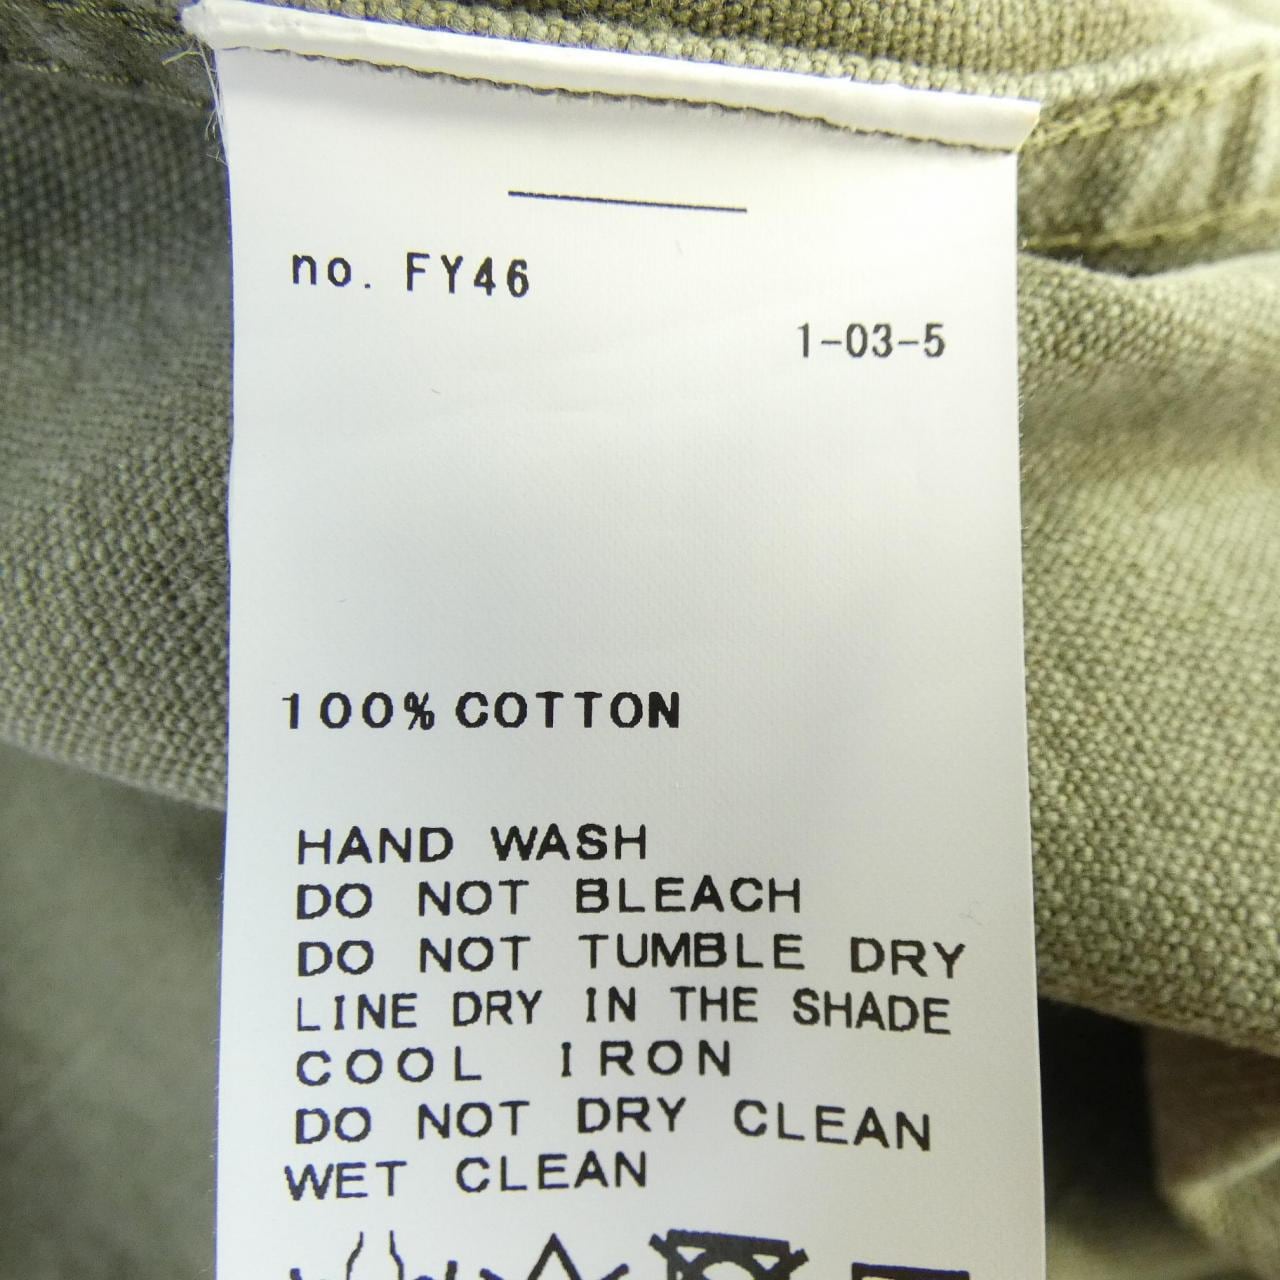 no. FY46
1-03-5
100% COTTON
HAND WASH
DO NOT BLEACH
DO NOT TUMBLE DRY
LINE DRY IN THE SHADE
COOL IRON
DO NOT DRY CLEAN
WET CLEAN